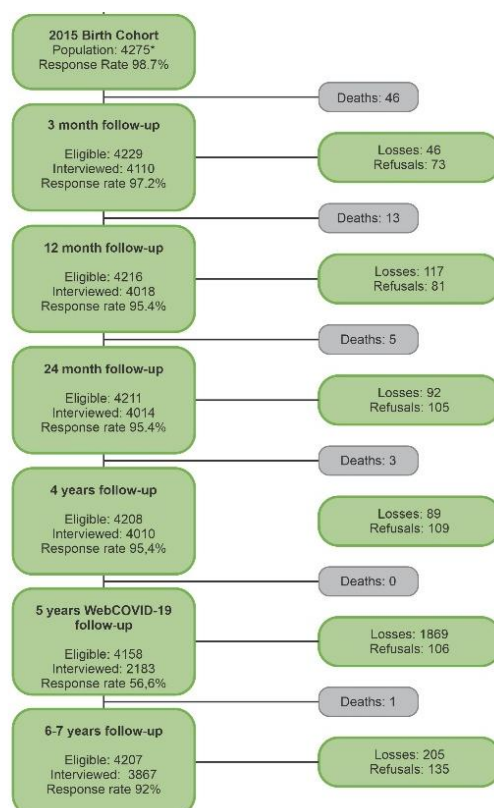 2015 Birth Cohort
Population: 4275*
Response Rate 98.7%
Deaths: 46
3 month follow-up
Eligible: 4229
Interviewed: 4110
Response rate 97.2%
Losses: 46
Refusals: 73
Deaths: 13
12 month follow-up
Eligible: 4216
Interviewed: 4018
Response rate 95.4%
Losses: 117
Refusals: 81
Deaths: 5
24 month follow-up
Eligible: 4211
Interviewed: 4014
Response rate 95.4%
Losses: 92
Refusals: 105
Deaths: 3
4 years follow-up
Eligible: 4208
Interviewed: 4010
Response rate 95,4%
Losses: 89
Refusals: 109
Deaths: 0
5 years WebCOVID-19
follow-up
Eligible: 4158
Interviewed: 2183
Response rate 56,6%
Losses: 1869
Refusals: 106
Deaths: 1
6-7 years follow-up
Eligible: 4207
Interviewed: 3867
Response rate 92%
Losses: 205
Refusals: 135